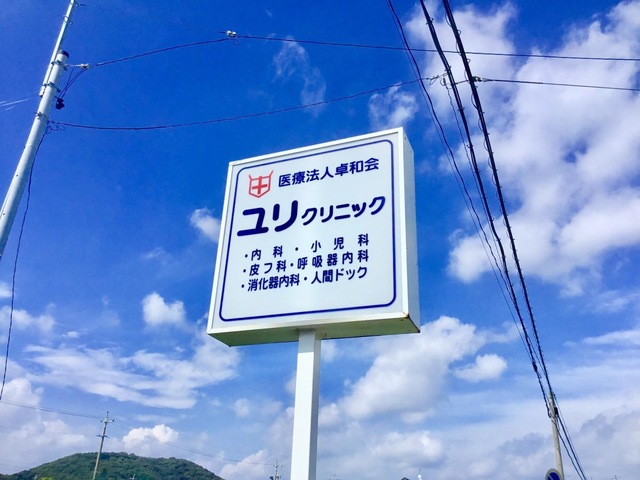 医療法人卓和会
ユリクリニック
・内科・小児科
・皮フ科・呼吸器内科
・消化器内科・人間ドック